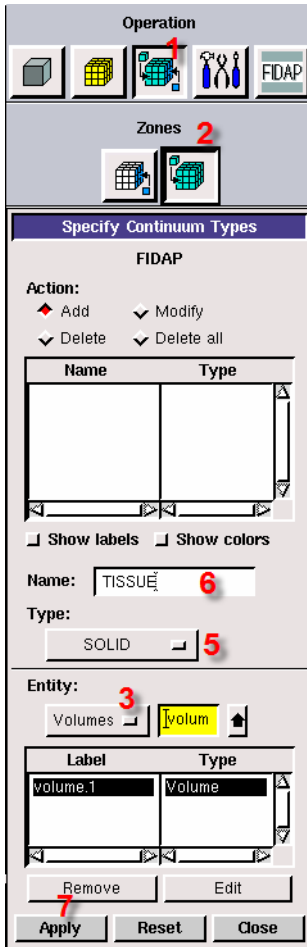 Operation
1
FIDAP
Zones
2
Specify Continuum Types
FIDAP
Action:
Add Modify
Delete Delete all
Name Type
Show labels Show colors
Name: TISSUE 6
Type:
SOLID 5
Entity:
3
Volumes volum
Label Type
volume.1 Volume
Remove Edit
7
Apply Reset Close